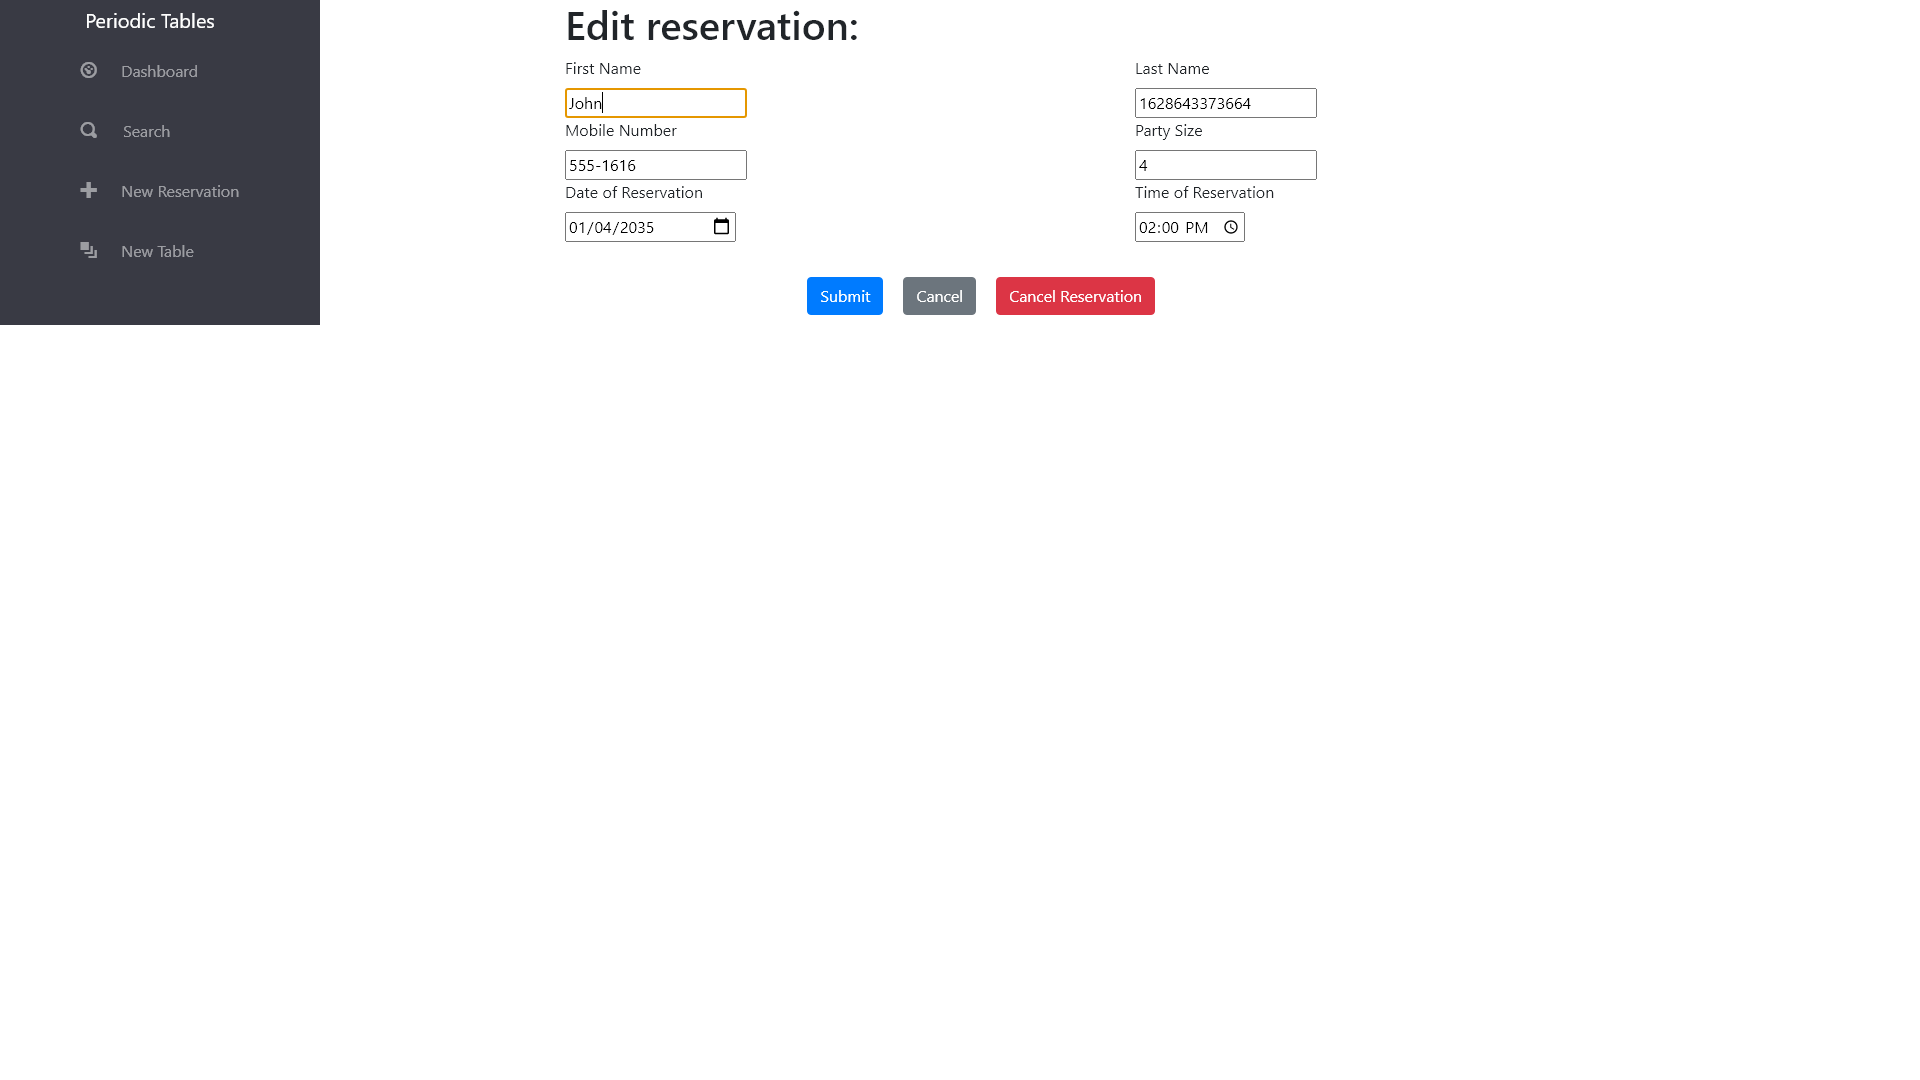 Periodic Tables
Dashboard
Search
New Reservation
New Table
Edit reservation:
First Name
Last Name
John
1628643373664
Mobile Number
Party Size
555-1616
4
Date of Reservation
Time of Reservation
01/04/2035
02:00 PM
Submit
Cancel
Cancel Reservation